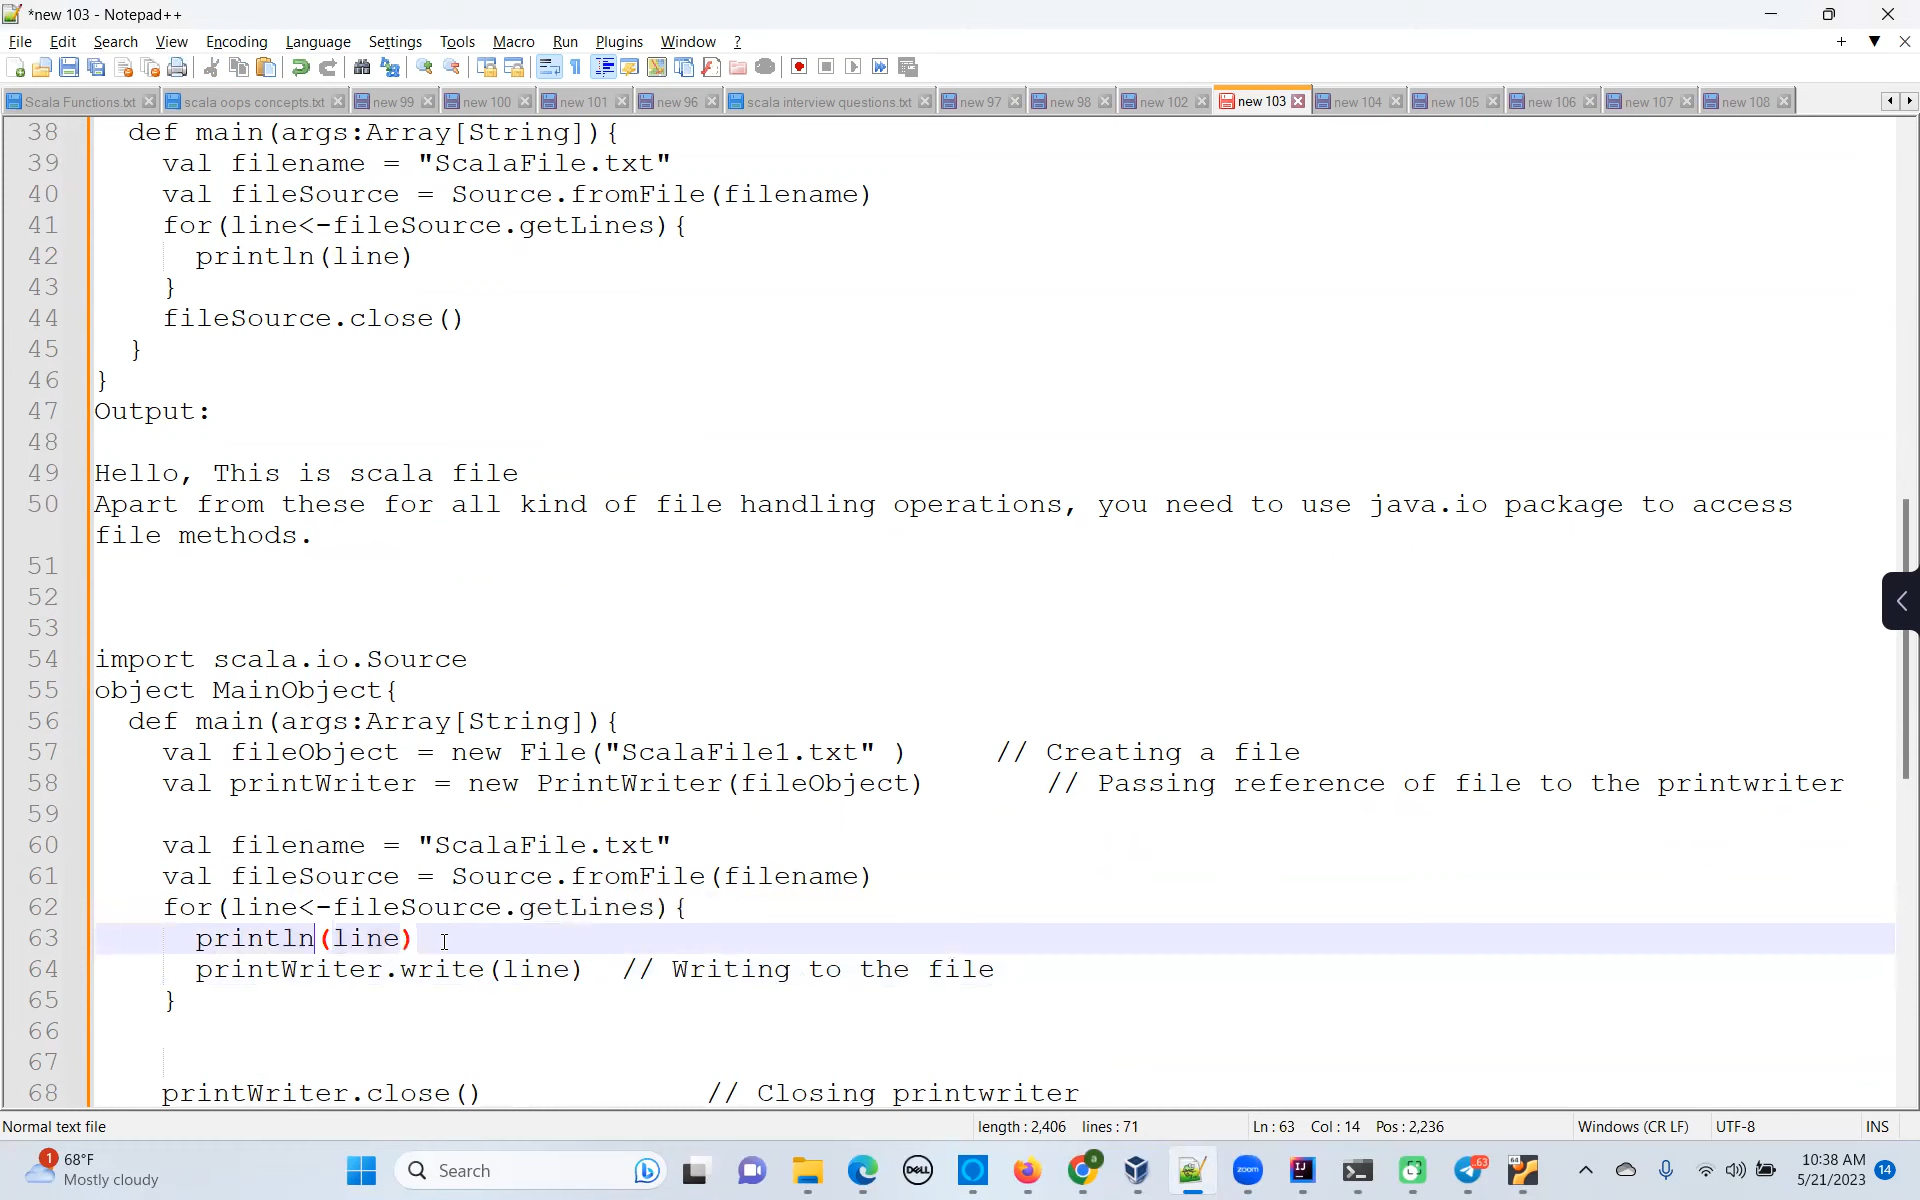 *new 103 - Notepad++
File Edit Search View Encoding Language Settings Tools Macro Run Plugins Window ?
Scala Functions.txt scala oops concepts.txt new 99 new 100 new 101 new 96 scala interview questions.txt new 97 new 98 new 102 new 103 new 104 new 105 new 106 new 107 new 108
38 def main(args:Array[String]){
39 val filename = "ScalaFile.txt"
40 val fileSource = Source.fromFile(filename)
41 for(line<-fileSource.getLines){
42 println(line)
43 }
44 fileSource.close()
45 }
46 }
47 Output:
48
49 Hello, This is scala file
50 Apart from these for all kind of file handling operations, you need to use java.io package to access
file methods.
51
52
53
54 import scala.io.Source
55 object MainObject{
56 def main(args:Array[String]){
57 val fileObject = new File("ScalaFile1.txt" ) // Creating a file
58 val printWriter = new PrintWriter(fileObject) // Passing reference of file to the printwriter
59
60 val filename = "ScalaFile.txt"
61 val fileSource = Source.fromFile(filename)
62 for(line<-fileSource.getLines){
63 println(line)
64 printWriter.write(line) // Writing to the file
65 }
66
67
68 printWriter.close() // Closing printwriter
Normal text file length : 2,406 lines : 71 Ln : 63 Col : 14 Pos : 2,236 Windows (CR LF) UTF-8 INS
1 68°F
Mostly cloudy
Search
DELL
a
zoom
IJ
63
64
10:38 AM
5/21/2023
14